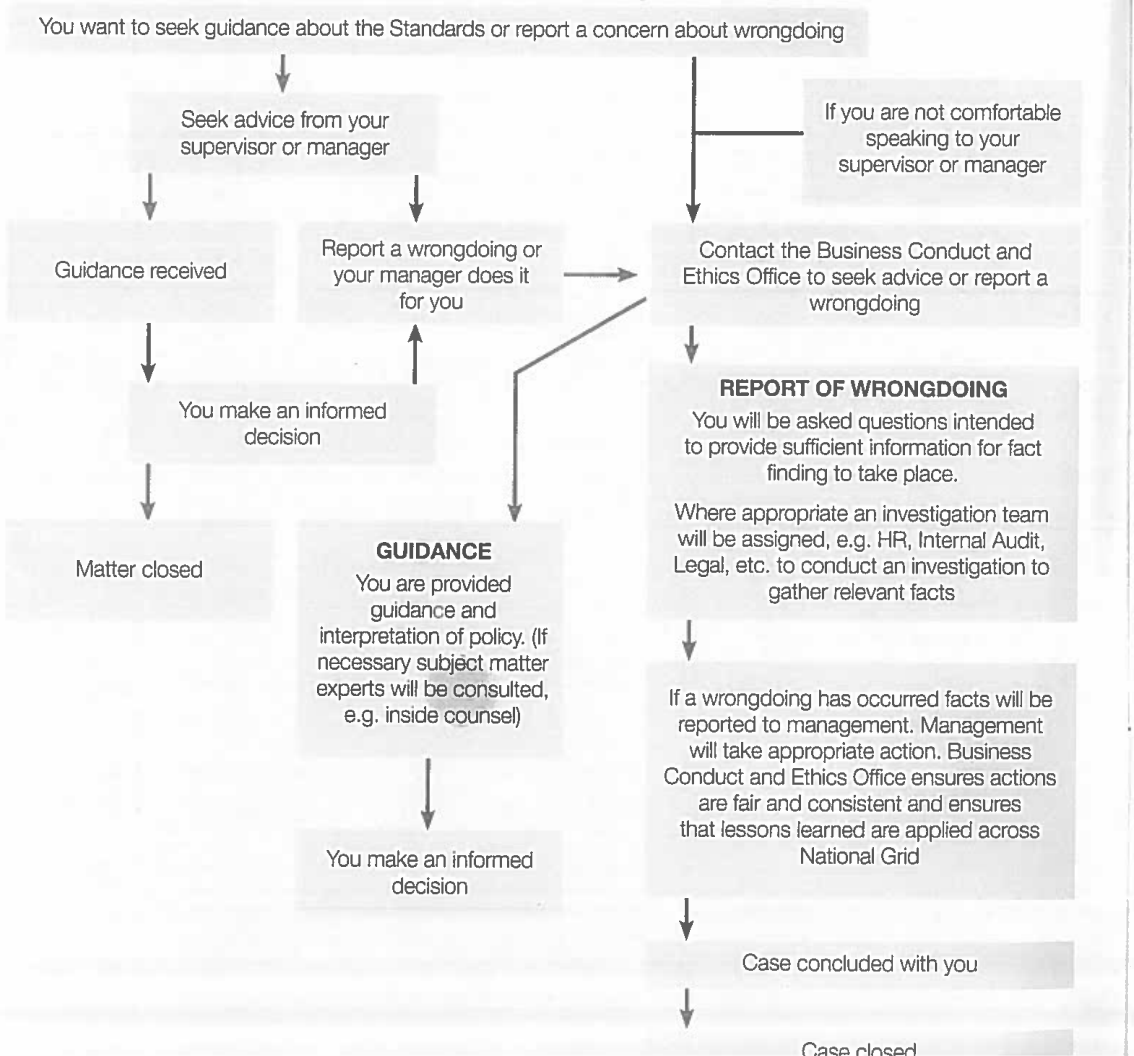 You want to seek guidance about the Standards or report a concern about wrongdoing
Seek advice from your
supervisor or manager
If you are not comfortable
speaking to your
supervisor or manager
Guidance received
Report a wrongdoing or
your manager does it
for you
Contact the Business Conduct and
Ethics Office to seek advice or report a
wrongdoing
You make an informed
decision
Matter closed
GUIDANCE
You are provided
guidance and
interpretation of policy. (If
necessary subject matter
experts will be consulted,
e.g. inside counsel)
You make an informed
decision
REPORT OF WRONGDOING
You will be asked questions intended
to provide sufficient information for fact
finding to take place.
Where appropriate an investigation team
will be assigned, e.g. HR, Internal Audit,
Legal, etc. to conduct an investigation to
gather relevant facts
If a wrongdoing has occurred facts will be
reported to management. Management
will take appropriate action. Business
Conduct and Ethics Office ensures actions
are fair and consistent and ensures
that lessons learned are applied across
National Grid
Case concluded with you
Case closed